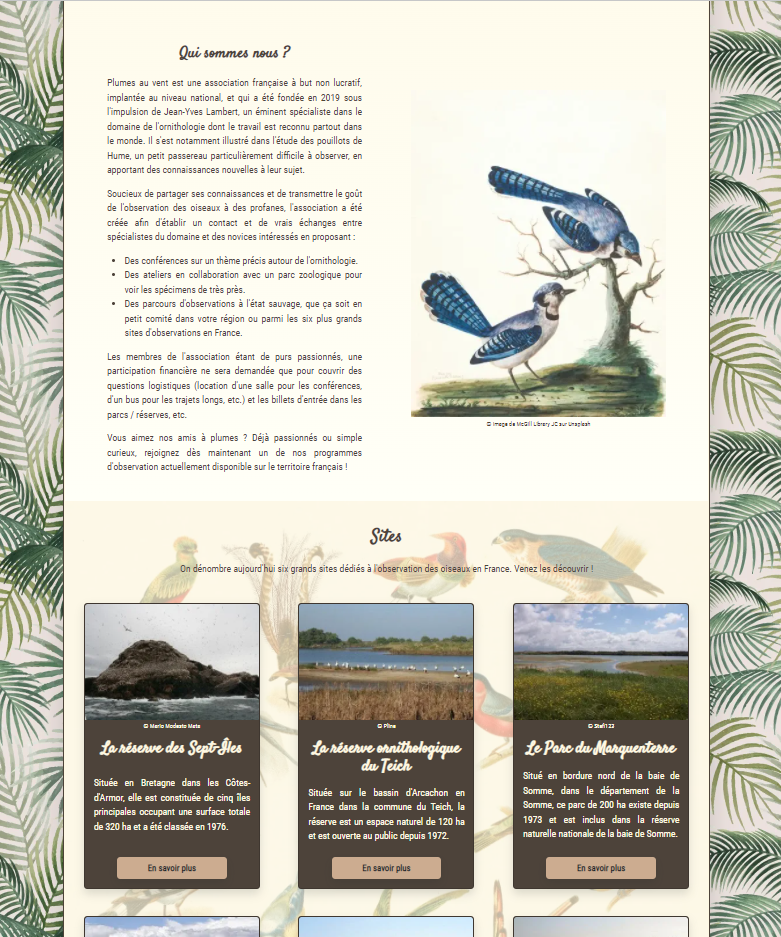 Qui sommes nous ?
Plumes au vent est une association française à but non lucratif,
implantée au niveau national, et qui a été fondée en 2019 sous
l'impulsion de Jean-Yves Lambert, un éminent spécialiste dans le
domaine de l'ornithologie dont le travail est reconnu partout dans
le monde. Il s'est notamment illustré dans l'étude des pouillots de
Hume, un petit passereau particulièrement difficile à observer, en
apportant des connaissances nouvelles à leur sujet.
Soucieux de partager ses connaissances et de transmettre le goût
de l'observation des oiseaux à des profanes, l'association a été
créée afin d'établir un contact et de vrais échanges entre
spécialistes du domaine et des novices intéressés en proposant :
• Des conférences sur un thème précis autour de l'ornithologie.
• Des ateliers en collaboration avec un parc zoologique pour
voir les spécimens de très près.
• Des parcours d'observations à l'état sauvage, que ça soit en
petit comité dans votre région ou parmi les six plus grands
sites d'observations en France.
Les membres de l'association étant de purs passionnés, une
participation financière ne sera demandée que pour couvrir des
questions logistiques (location d'une salle pour les conférences,
d'un bus pour les trajets longs, etc.) et les billets d'entrée dans les
parcs / réserves, etc.
Vous aimez nos amis à plumes ? Déjà passionnés ou simple
curieux, rejoignez dès maintenant un de nos programmes
d'observation actuellement disponible sur le territoire français !
© Image de McGill Library JC sur Unsplash
Sites
On dénombre aujourd'hui six grands sites dédiés à l'observation des oiseaux en France. Venez les découvrir !
© Mario Modesto Mata
La réserve des Sept-Îles
Située en Bretagne dans les Côtes-
d'Armor, elle est constituée de cinq îles
principales occupant une surface totale
de 320 ha et a été classée en 1976.
En savoir plus
© Pline
La réserve ornithologique
du Teich
Située sur le bassin d'Arcachon en
France dans la commune du Teich, la
réserve est un espace naturel de 120 ha
et est ouverte au public depuis 1972.
En savoir plus
© Stefi123
Le Parc du Marquenterre
Situé en bordure nord de la baie de
Somme, dans le département de la
Somme, ce parc de 200 ha existe depuis
1973 et est inclus dans la réserve
naturelle nationale de la baie de Somme.
En savoir plus